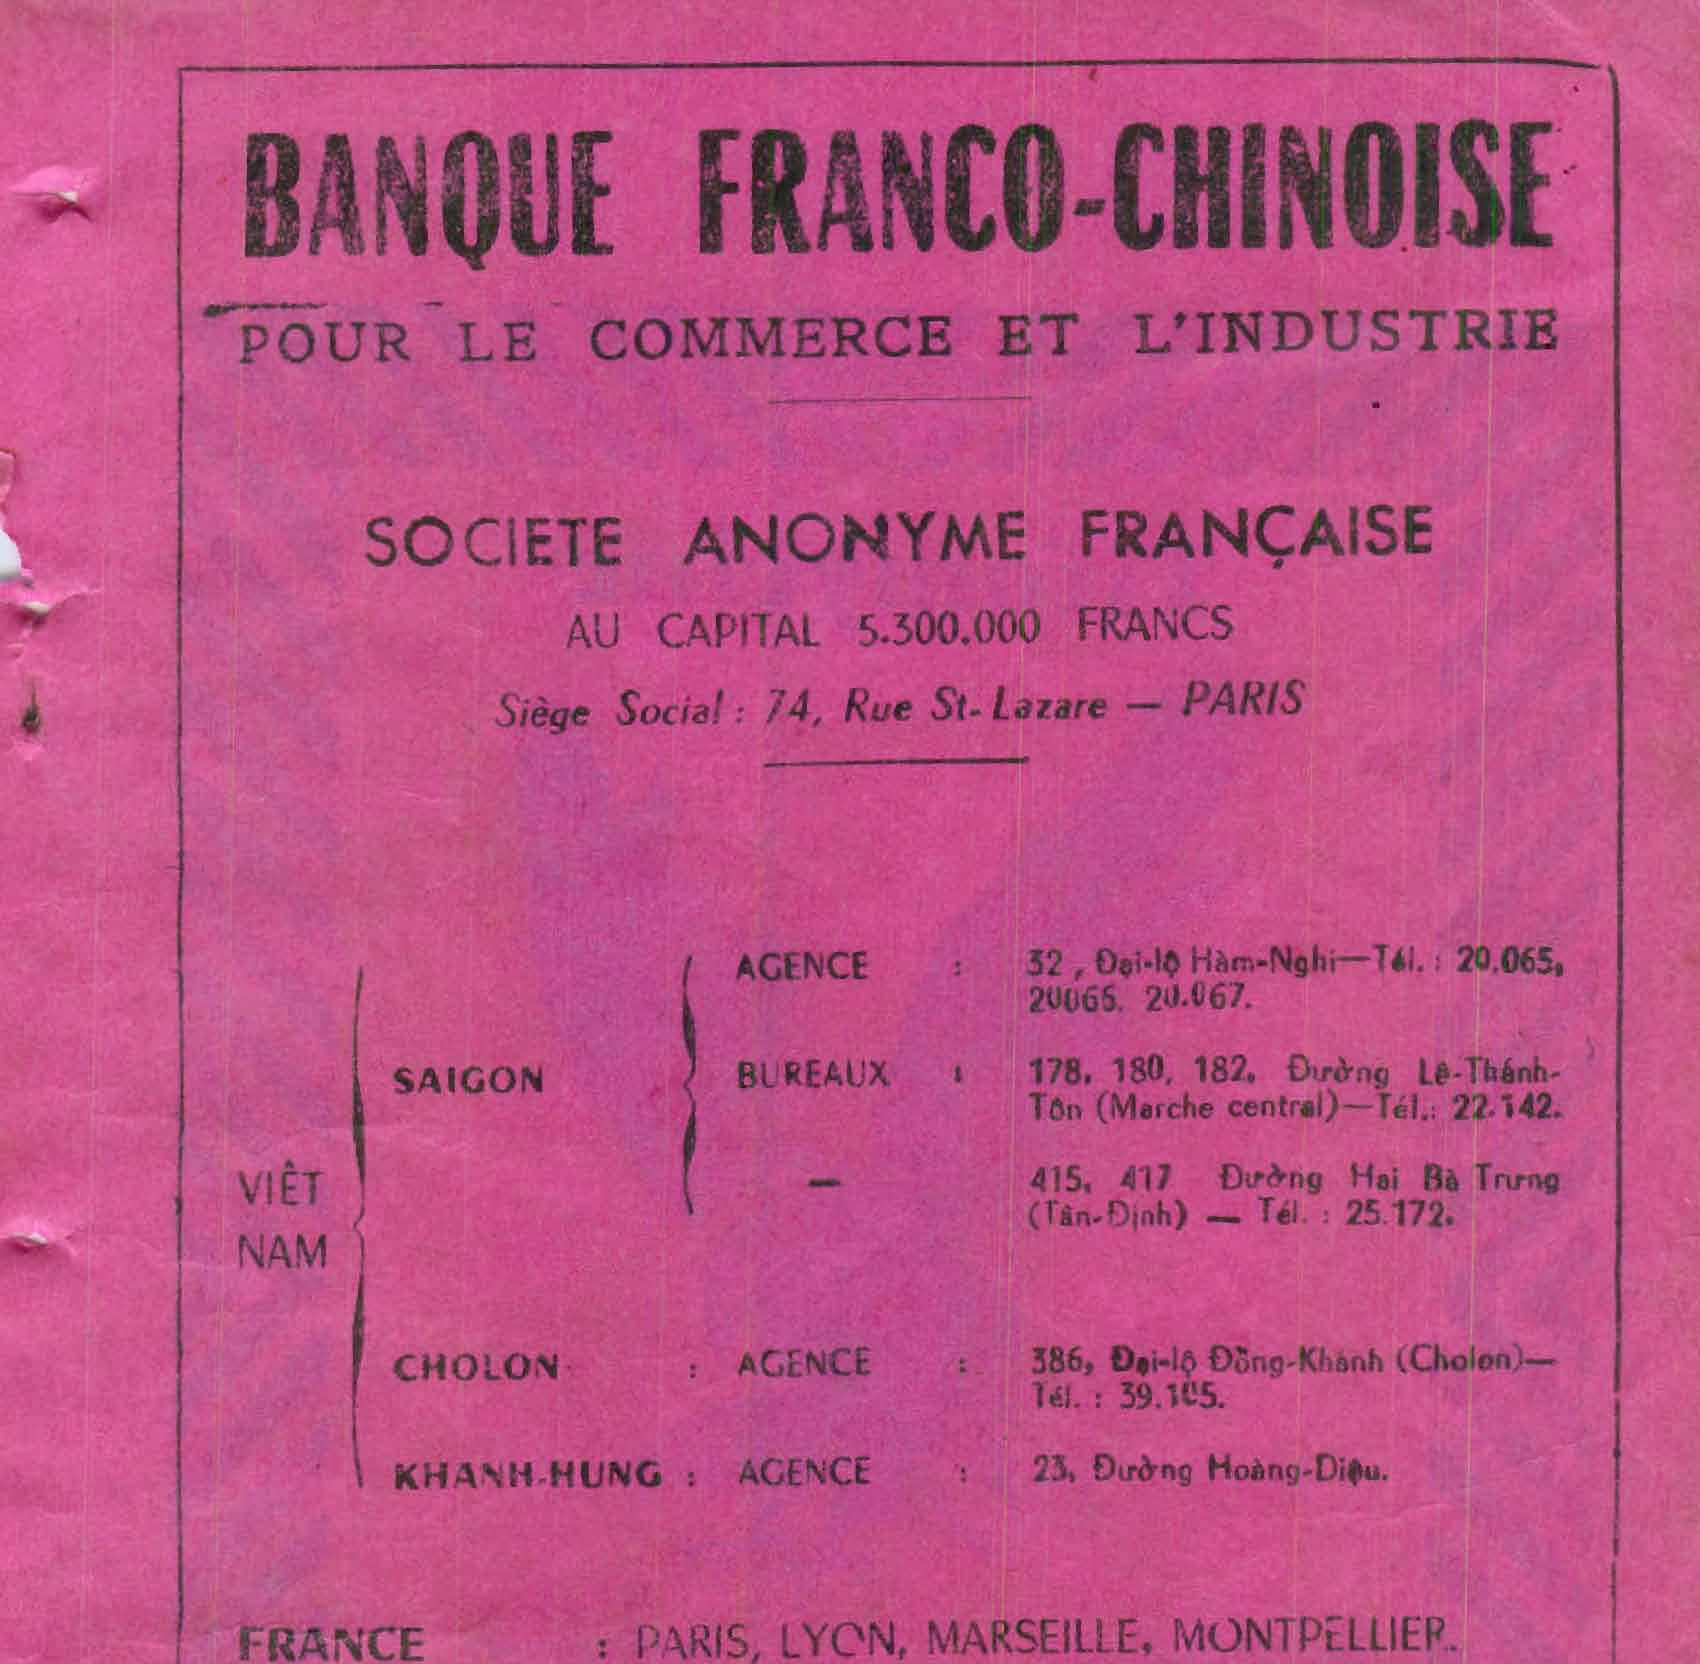 BANQUE FRANCO-CHINOISE
POUR LE COMMERCE ET L'INDUSTRIE
SOCIETE ANONYME FRANÇAISE
AU CAPITAL 5.300.000 FRANCS
Siège Social : 74, Rue St-Lazare — PARIS
VIÊT NAM
SAIGON
AGENCE : 32, Đại-lộ Hàm-Nghi—Tél. : 20.065,
20066. 20.067.
BUREAUX : 178, 180, 182, Đường Lê-Thánh-
Tôn (Marche central)—Tél.: 22.142.
— 415, 417 Đường Hai Bà Trưng
(Tân-Định) — Tél. : 25.172.
CHOLON : AGENCE : 386, Đại-lộ Đồng-Khánh (Cholon)—
Tél. : 39.105.
KHANH-HUNG : AGENCE : 23, Đường Hoàng-Diệu.
FRANCE : PARIS, LYON, MARSEILLE, MONTPELLIER.